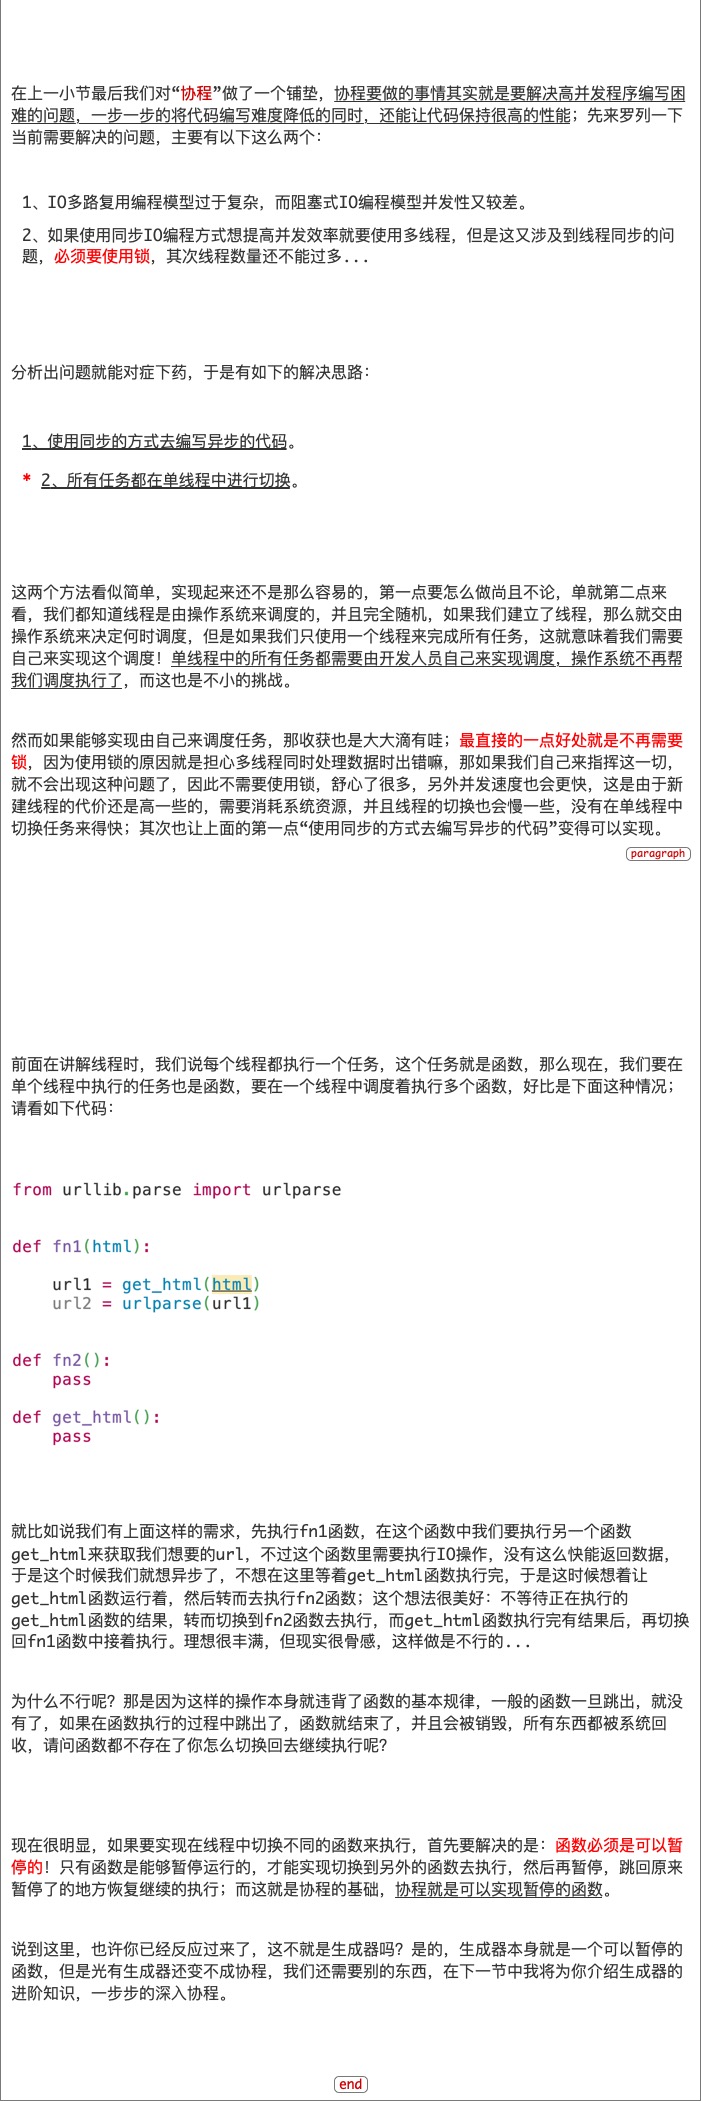 在上一小节最后我们对“协程”做了一个铺垫，协程要做的事情其实就是要解决高并发程序编写困
难的问题，一步一步的将代码编写难度降低的同时，还能让代码保持很高的性能；先来罗列一下
当前需要解决的问题，主要有以下这么两个：
1、IO多路复用编程模型过于复杂，而阻塞式IO编程模型并发性又较差。
2、如果使用同步IO编程方式想提高并发效率就要使用多线程，但是这又涉及到线程同步的问
题，必须要使用锁，其次线程数量还不能过多...
分析出问题就能对症下药，于是有如下的解决思路：
1、使用同步的方式去编写异步的代码。
* 2、所有任务都在单线程中进行切换。
这两个方法看似简单，实现起来还不是那么容易的，第一点要怎么做尚且不论，单就第二点来
看，我们都知道线程是由操作系统来调度的，并且完全随机，如果我们建立了线程，那么就交由
操作系统来决定何时调度，但是如果我们只使用一个线程来完成所有任务，这就意味着我们需要
自己来实现这个调度！单线程中的所有任务都需要由开发人员自己来实现调度，操作系统不再帮
我们调度执行了，而这也是不小的挑战。
然而如果能够实现由自己来调度任务，那收获也是大大滴有哇；最直接的一点好处就是不再需要
锁，因为使用锁的原因就是担心多线程同时处理数据时出错嘛，那如果我们自己来指挥这一切，
就不会出现这种问题了，因此不需要使用锁，舒心了很多，另外并发速度也会更快，这是由于新
建线程的代价还是高一些的，需要消耗系统资源，并且线程的切换也会慢一些，没有在单线程中
切换任务来得快；其次也让上面的第一点“使用同步的方式去编写异步的代码”变得可以实现。
paragraph
前面在讲解线程时，我们说每个线程都执行一个任务，这个任务就是函数，那么现在，我们要在
单个线程中执行的任务也是函数，要在一个线程中调度着执行多个函数，好比是下面这种情况；
请看如下代码：
from urllib.parse import urlparse
def fn1(html):
    url1 = get_html(html)
    url2 = urlparse(url1)
def fn2():
    pass
def get_html():
    pass
就比如说我们有上面这样的需求，先执行fn1函数，在这个函数中我们要执行另一个函数
get_html来获取我们想要的url，不过这个函数里需要执行IO操作，没有这么快能返回数据，
于是这个时候我们就想异步了，不想在这里等着get_html函数执行完，于是这时候想着让
get_html函数运行着，然后转而去执行fn2函数；这个想法很美好：不等待正在执行的
get_html函数的结果，转而切换到fn2函数去执行，而get_html函数执行完有结果后，再切换
回fn1函数中接着执行。理想很丰满，但现实很骨感，这样做是不行的...
为什么不行呢？那是因为这样的操作本身就违背了函数的基本规律，一般的函数一旦跳出，就没
有了，如果在函数执行的过程中跳出了，函数就结束了，并且会被销毁，所有东西都被系统回
收，请问函数都不存在了你怎么切换回去继续执行呢？
现在很明显，如果要实现在线程中切换不同的函数来执行，首先要解决的是：函数必须是可以暂
停的！只有函数是能够暂停运行的，才能实现切换到另外的函数去执行，然后再暂停，跳回原来
暂停了的地方恢复继续的执行；而这就是协程的基础，协程就是可以实现暂停的函数。
说到这里，也许你已经反应过来了，这不就是生成器吗？是的，生成器本身就是一个可以暂停的
函数，但是光有生成器还变不成协程，我们还需要别的东西，在下一节中我将为你介绍生成器的
进阶知识，一步步的深入协程。
end